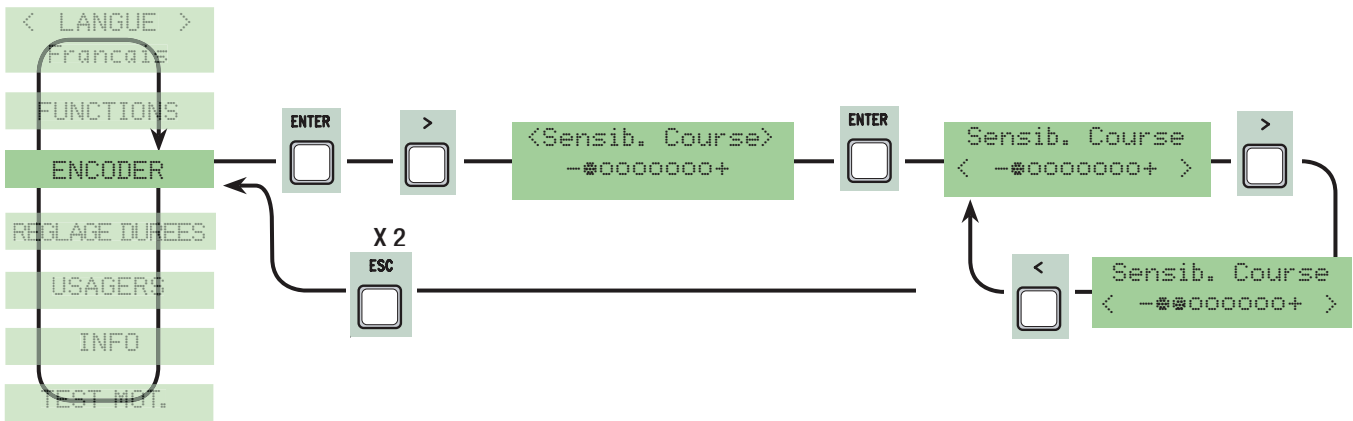 < LANGUE >
Francais
FUNCTIONS
ENCODER
REGLAGE DUREES
USAGERS
INFO
TEST MOT.
ENTER
>
<Sensib. Course>
-●ooooooo+
ENTER
Sensib. Course
< -●ooooooo+ >
>
X 2
ESC
<
Sensib. Course
< -●●oooooo+ >